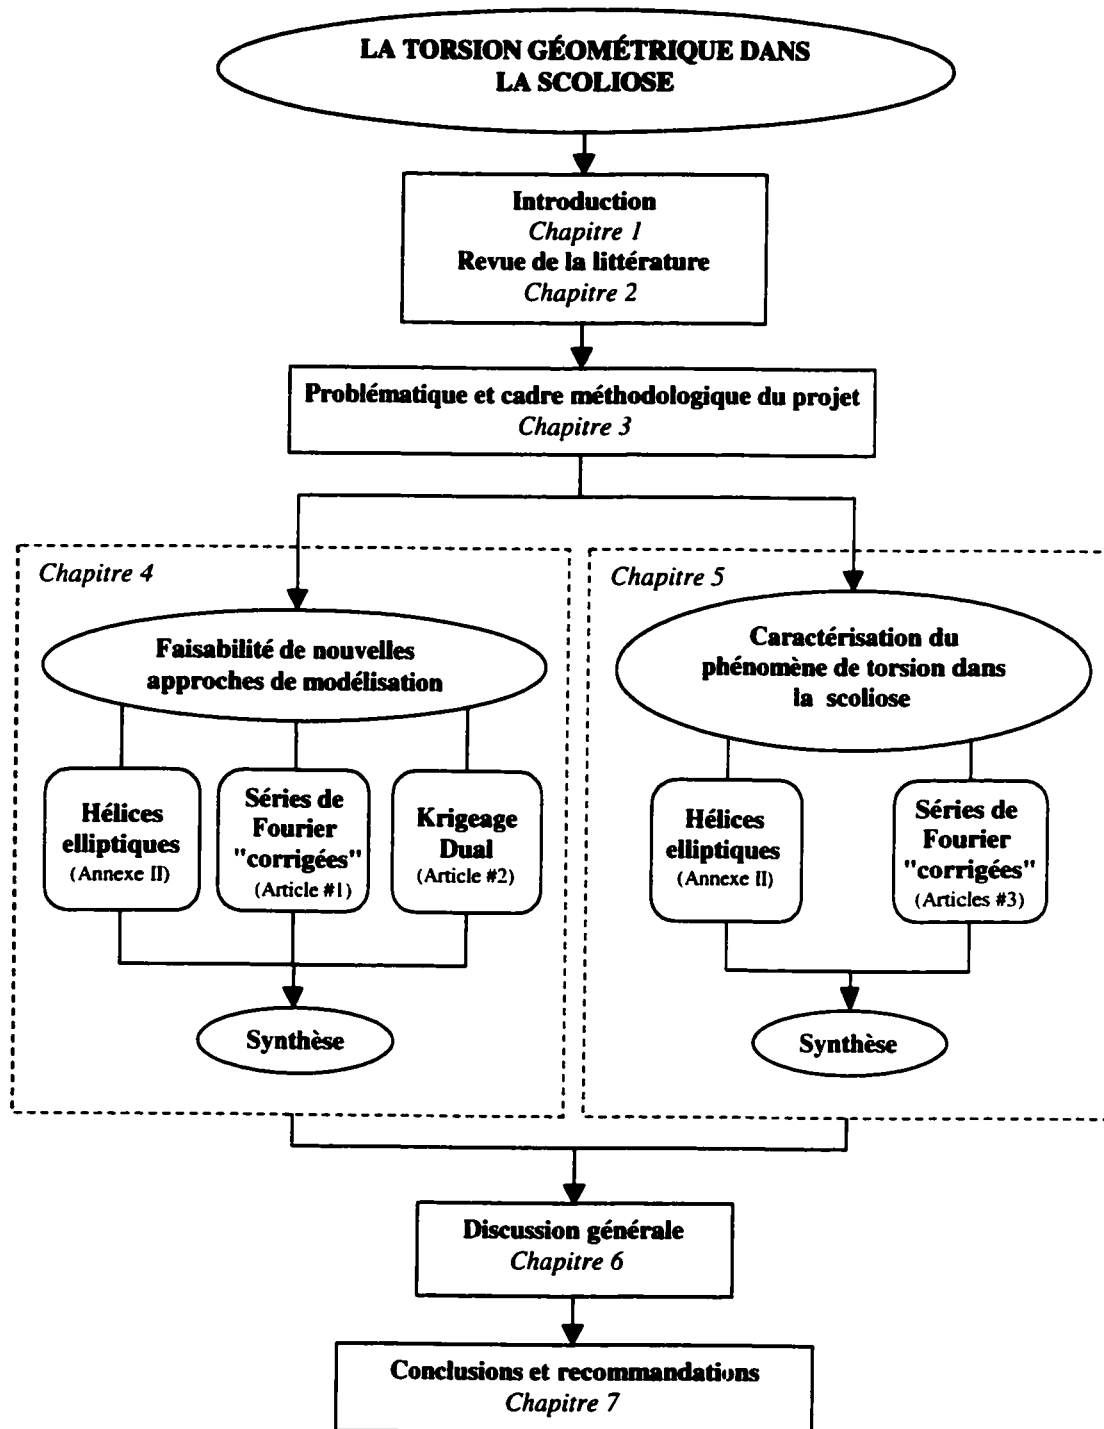 LA TORSION GÉOMÉTRIQUE DANS
LA SCOLIOSE
Introduction
Chapitre 1
Revue de la littérature
Chapitre 2
Problématique et cadre méthodologique du projet
Chapitre 3
Chapitre 4
Faisabilité de nouvelles
approches de modélisation
Hélices
elliptiques
(Annexe II)
Séries de
Fourier
"corrigées"
(Article #1)
Krigeage
Dual
(Article #2)
Synthèse
Chapitre 5
Caractérisation du
phénomène de torsion dans
la scoliose
Hélices
elliptiques
(Annexe II)
Séries de
Fourier
"corrigées"
(Articles #3)
Synthèse
Discussion générale
Chapitre 6
Conclusions et recommandations
Chapitre 7